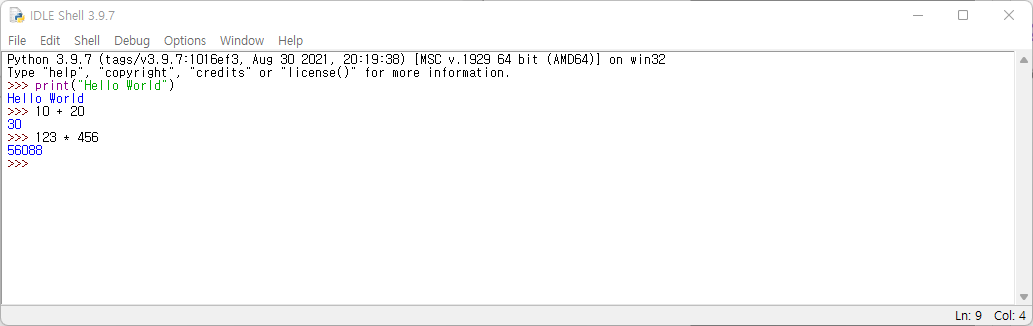 IDLE Shell 3.9.7
File Edit Shell Debug Options Window Help
Python 3.9.7 (tags/v3.9.7:1016ef3, Aug 30 2021, 20:19:38) [MSC v.1929 64 bit (AMD64)] on win32
Type "help", "copyright", "credits" or "license()" for more information.
>>> print("Hello World")
Hello World
>>> 10 + 20
30
>>> 123 * 456
56088
>>>
Ln: 9 Col: 4